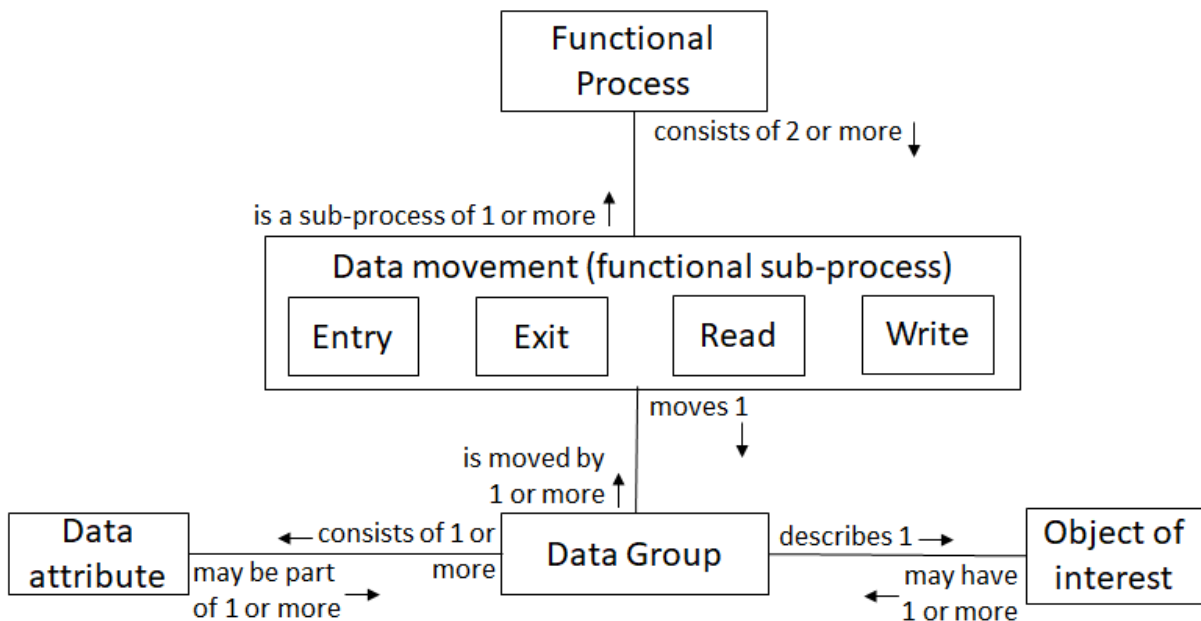 Functional
Process
consists of 2 or more
is a sub-process of 1 or more
Data movement (functional sub-process)
Entry
Exit
Read
Write
moves 1
is moved by
1 or more
Data
attribute
consists of 1 or
more
may be part
of 1 or more
Data Group
describes 1
may have
1 or more
Object of
interest